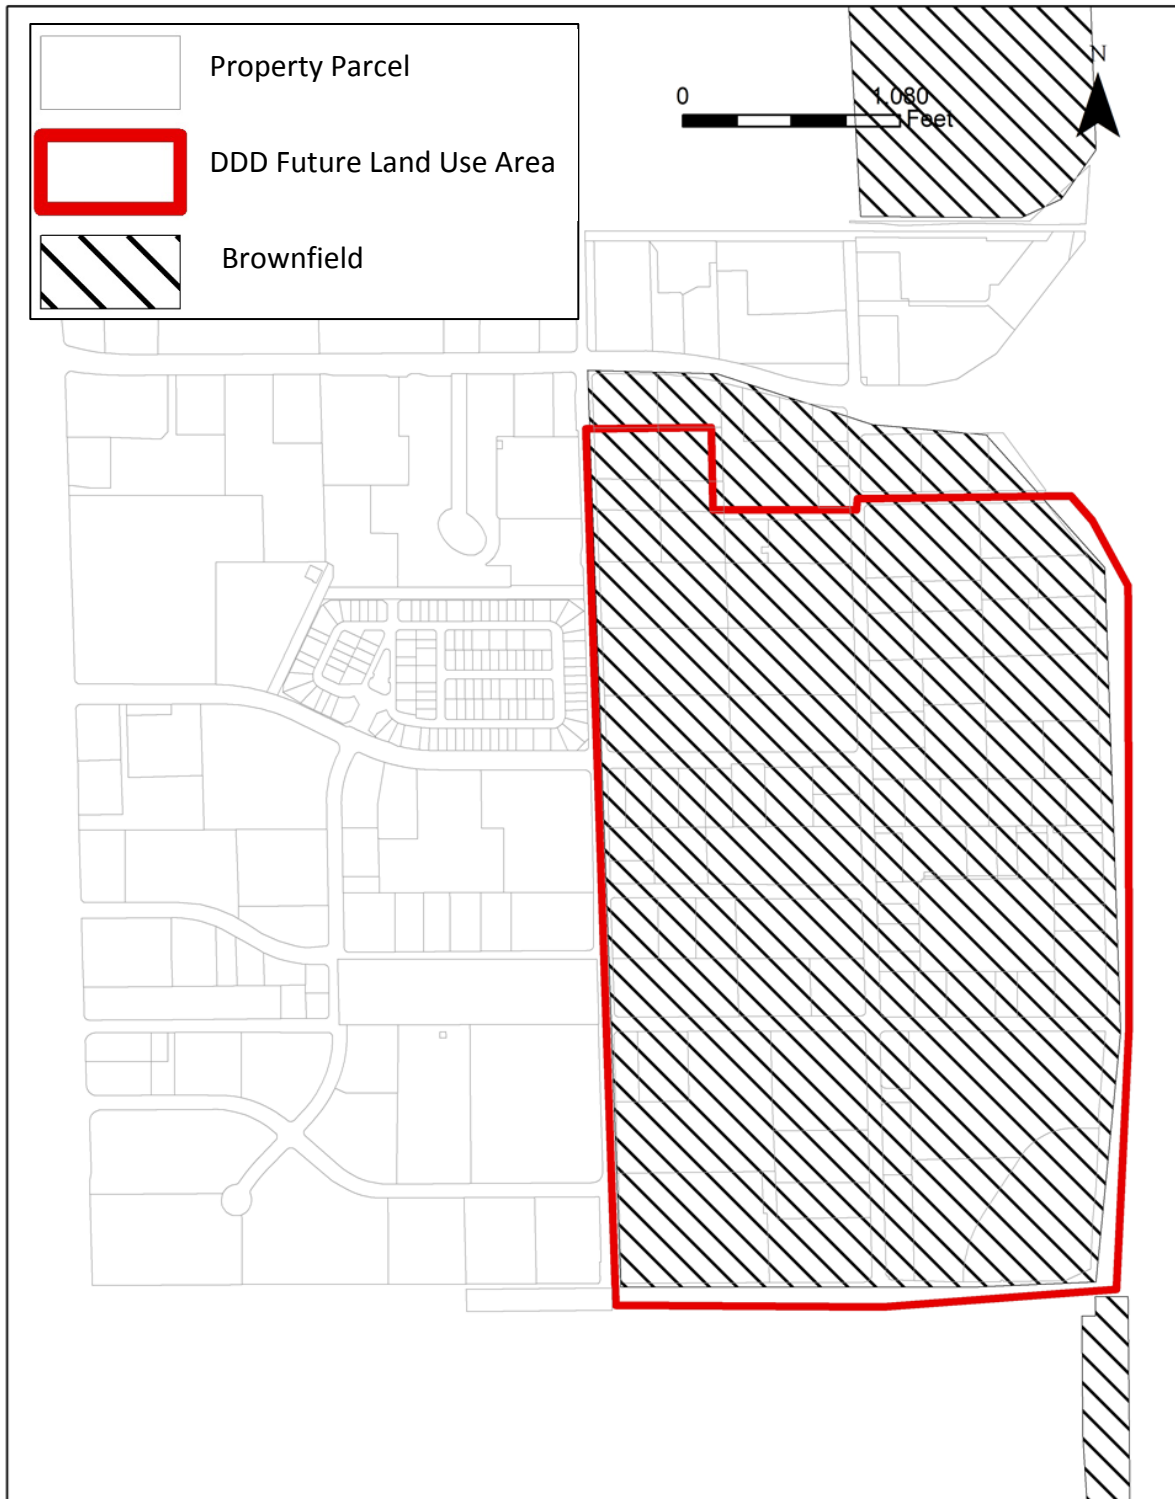 Property Parcel
DDD Future Land Use Area
Brownfield
N
0 1,080
Feet